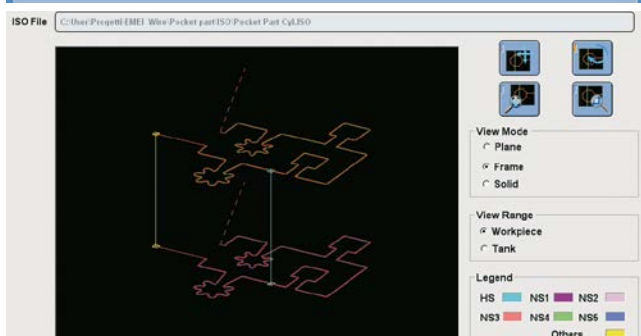 ISO File C:\User\Progetti\EMEI Wire\Pocket part\ISO\Pocket Part Cyl.ISO
View Mode
Plane
Frame
Solid
View Range
Workpiece
Tank
Legend
HS NS1 NS2
NS3 NS4 NS5
Others